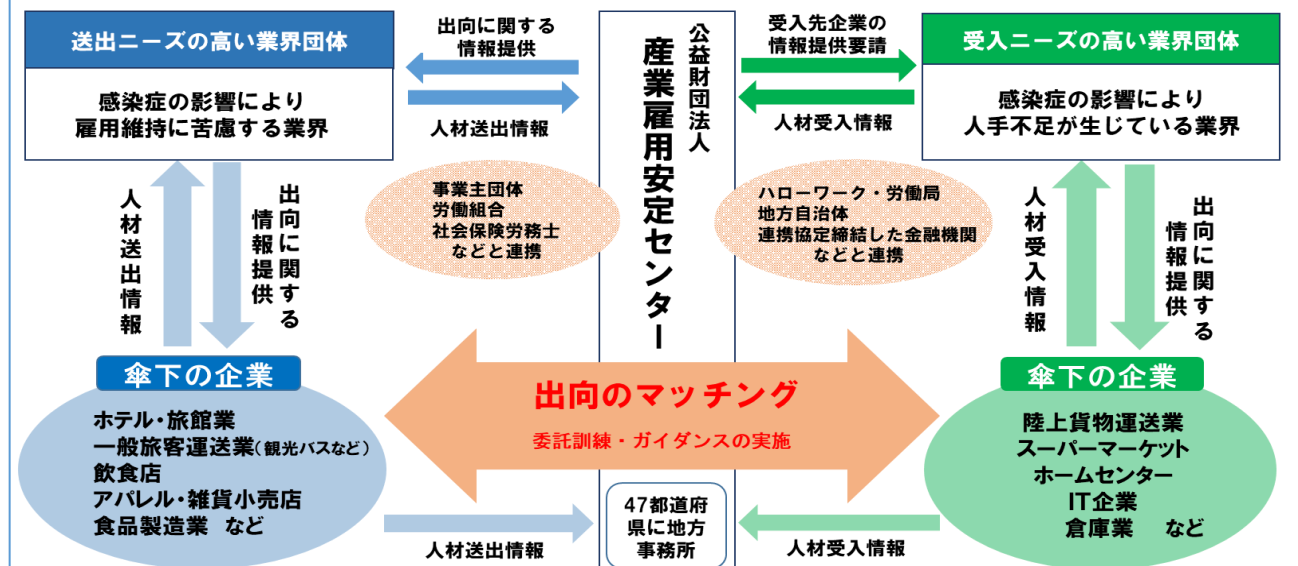 送出ニーズの高い業界団体
感染症の影響により
雇用維持に苦慮する業界
出向に関する
情報提供
人材送出情報
公益財団法人
産業雇用安定センター
受入先企業の
情報提供要請
人材受入情報
受入ニーズの高い業界団体
感染症の影響により
人手不足が生じている業界
人材送出情報
出向に関する
情報提供
事業主団体
労働組合
社会保険労務士
などと連携
ハローワーク・労働局
地方自治体
連携協定締結した金融機関
などと連携
人材受入情報
出向に関する
情報提供
傘下の企業
ホテル・旅館業
一般旅客運送業(観光バスなど)
飲食店
アパレル・雑貨小売店
食品製造業 など
出向のマッチング
委託訓練・ガイダンスの実施
傘下の企業
陸上貨物運送業
スーパーマーケット
ホームセンター
IT企業
倉庫業 など
人材送出情報
47都道府
県に地方
事務所
人材受入情報